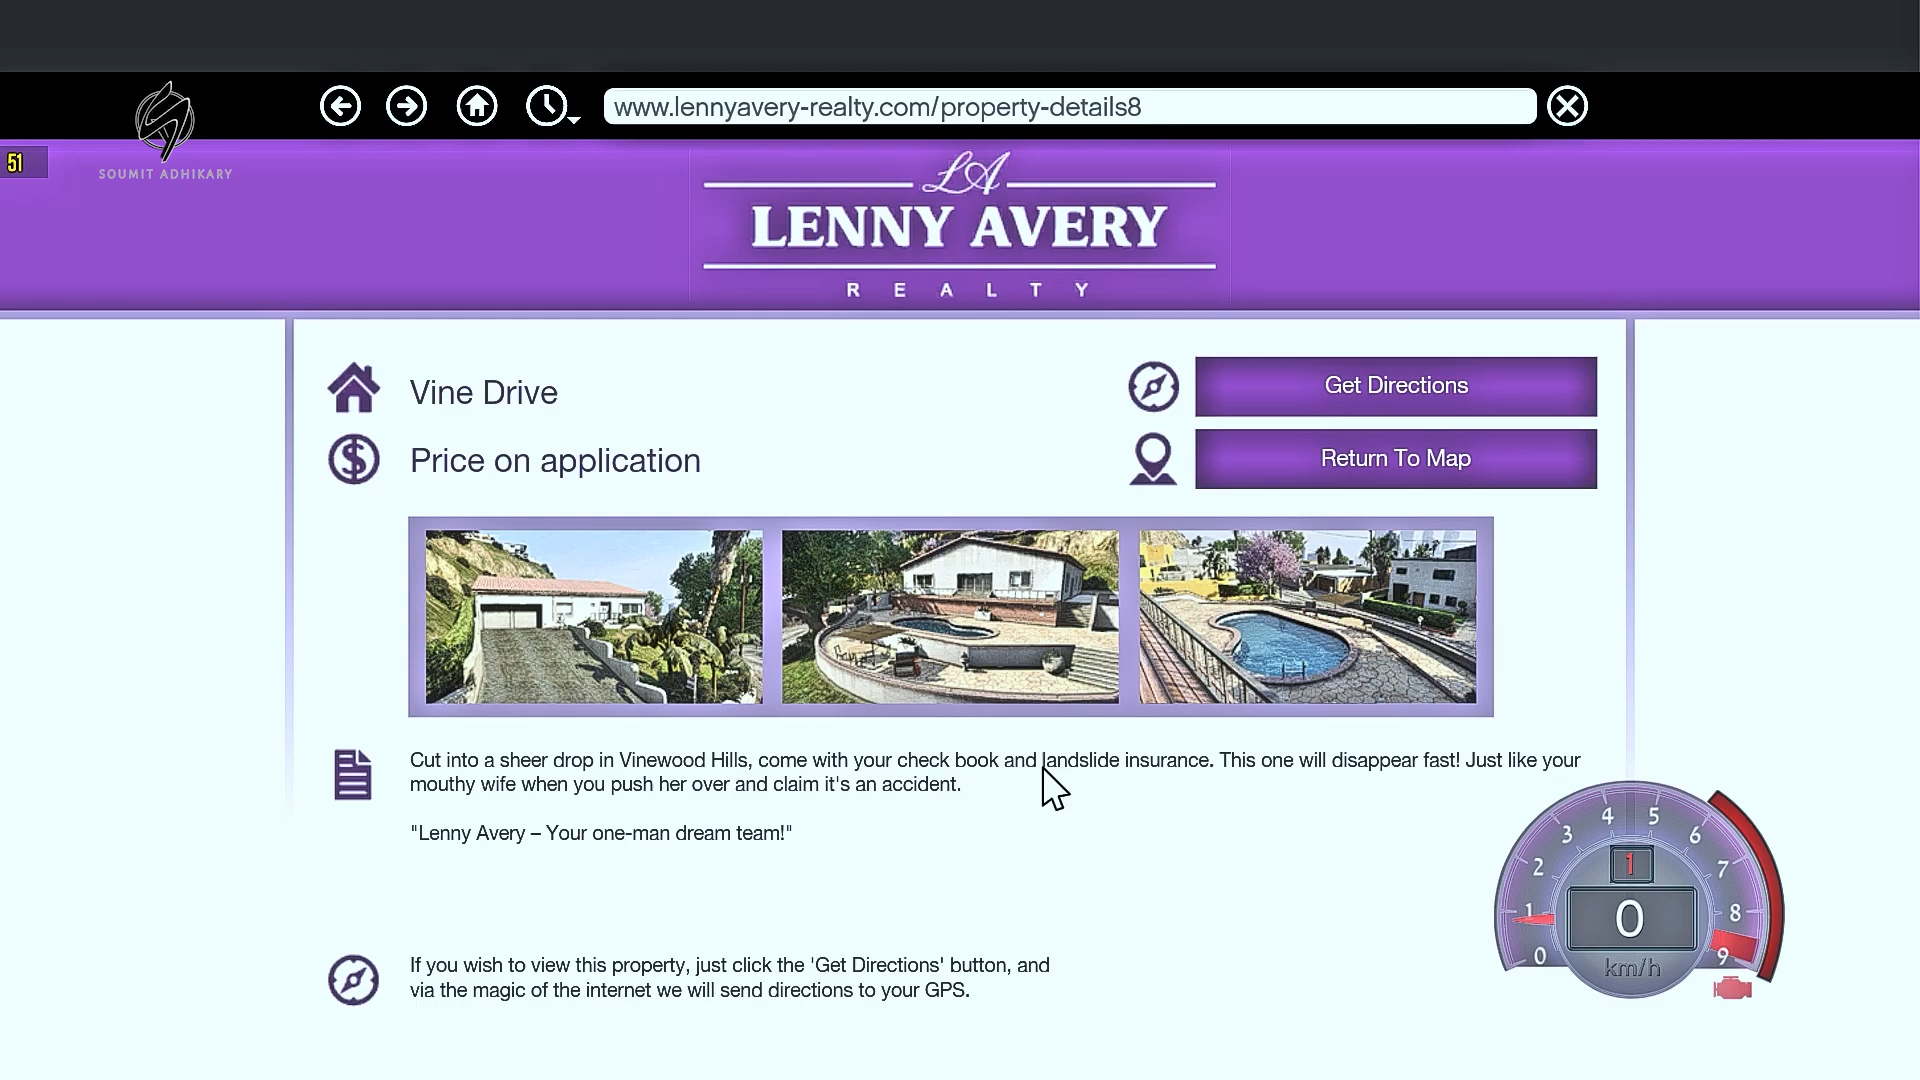 www.lennyavery-realty.com/property-details8
51
SOUMIT ADHIKARY
LA
LENNY AVERY
REALTY
Vine Drive
Get Directions
Price on application
Return To Map
Cut into a sheer drop in Vinewood Hills, come with your check book and landslide insurance. This one will disappear fast! Just like your
mouthy wife when you push her over and claim it's an accident.
"Lenny Avery – Your one-man dream team!"
0 1 2 3 4 5 6 7 8 9
1
0
km/h
If you wish to view this property, just click the 'Get Directions' button, and
via the magic of the internet we will send directions to your GPS.